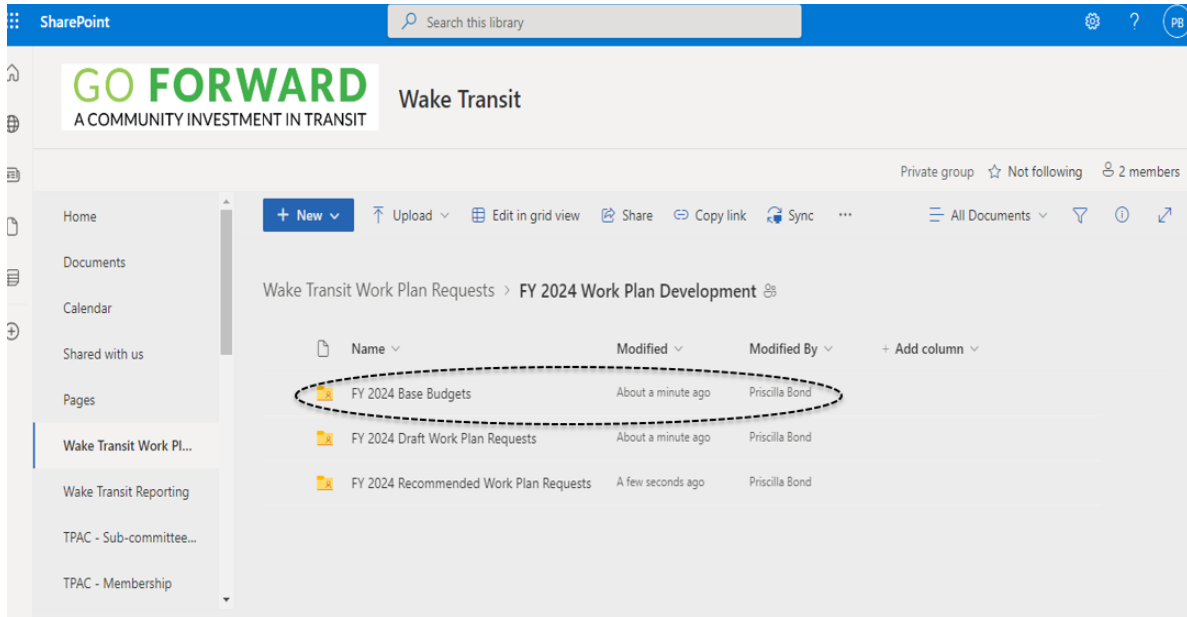 SharePoint
Search this library
?
PB
GO FORWARD
A COMMUNITY INVESTMENT IN TRANSIT
Wake Transit
Private group Not following 2 members
Home
Documents
Calendar
Shared with us
Pages
Wake Transit Work Pl...
Wake Transit Reporting
TPAC - Sub-committee...
TPAC - Membership
+ New Upload Edit in grid view Share Copy link Sync ... All Documents
Wake Transit Work Plan Requests > FY 2024 Work Plan Development
Name Modified Modified By + Add column
FY 2024 Base Budgets About a minute ago Priscilla Bond
FY 2024 Draft Work Plan Requests About a minute ago Priscilla Bond
FY 2024 Recommended Work Plan Requests A few seconds ago Priscilla Bond